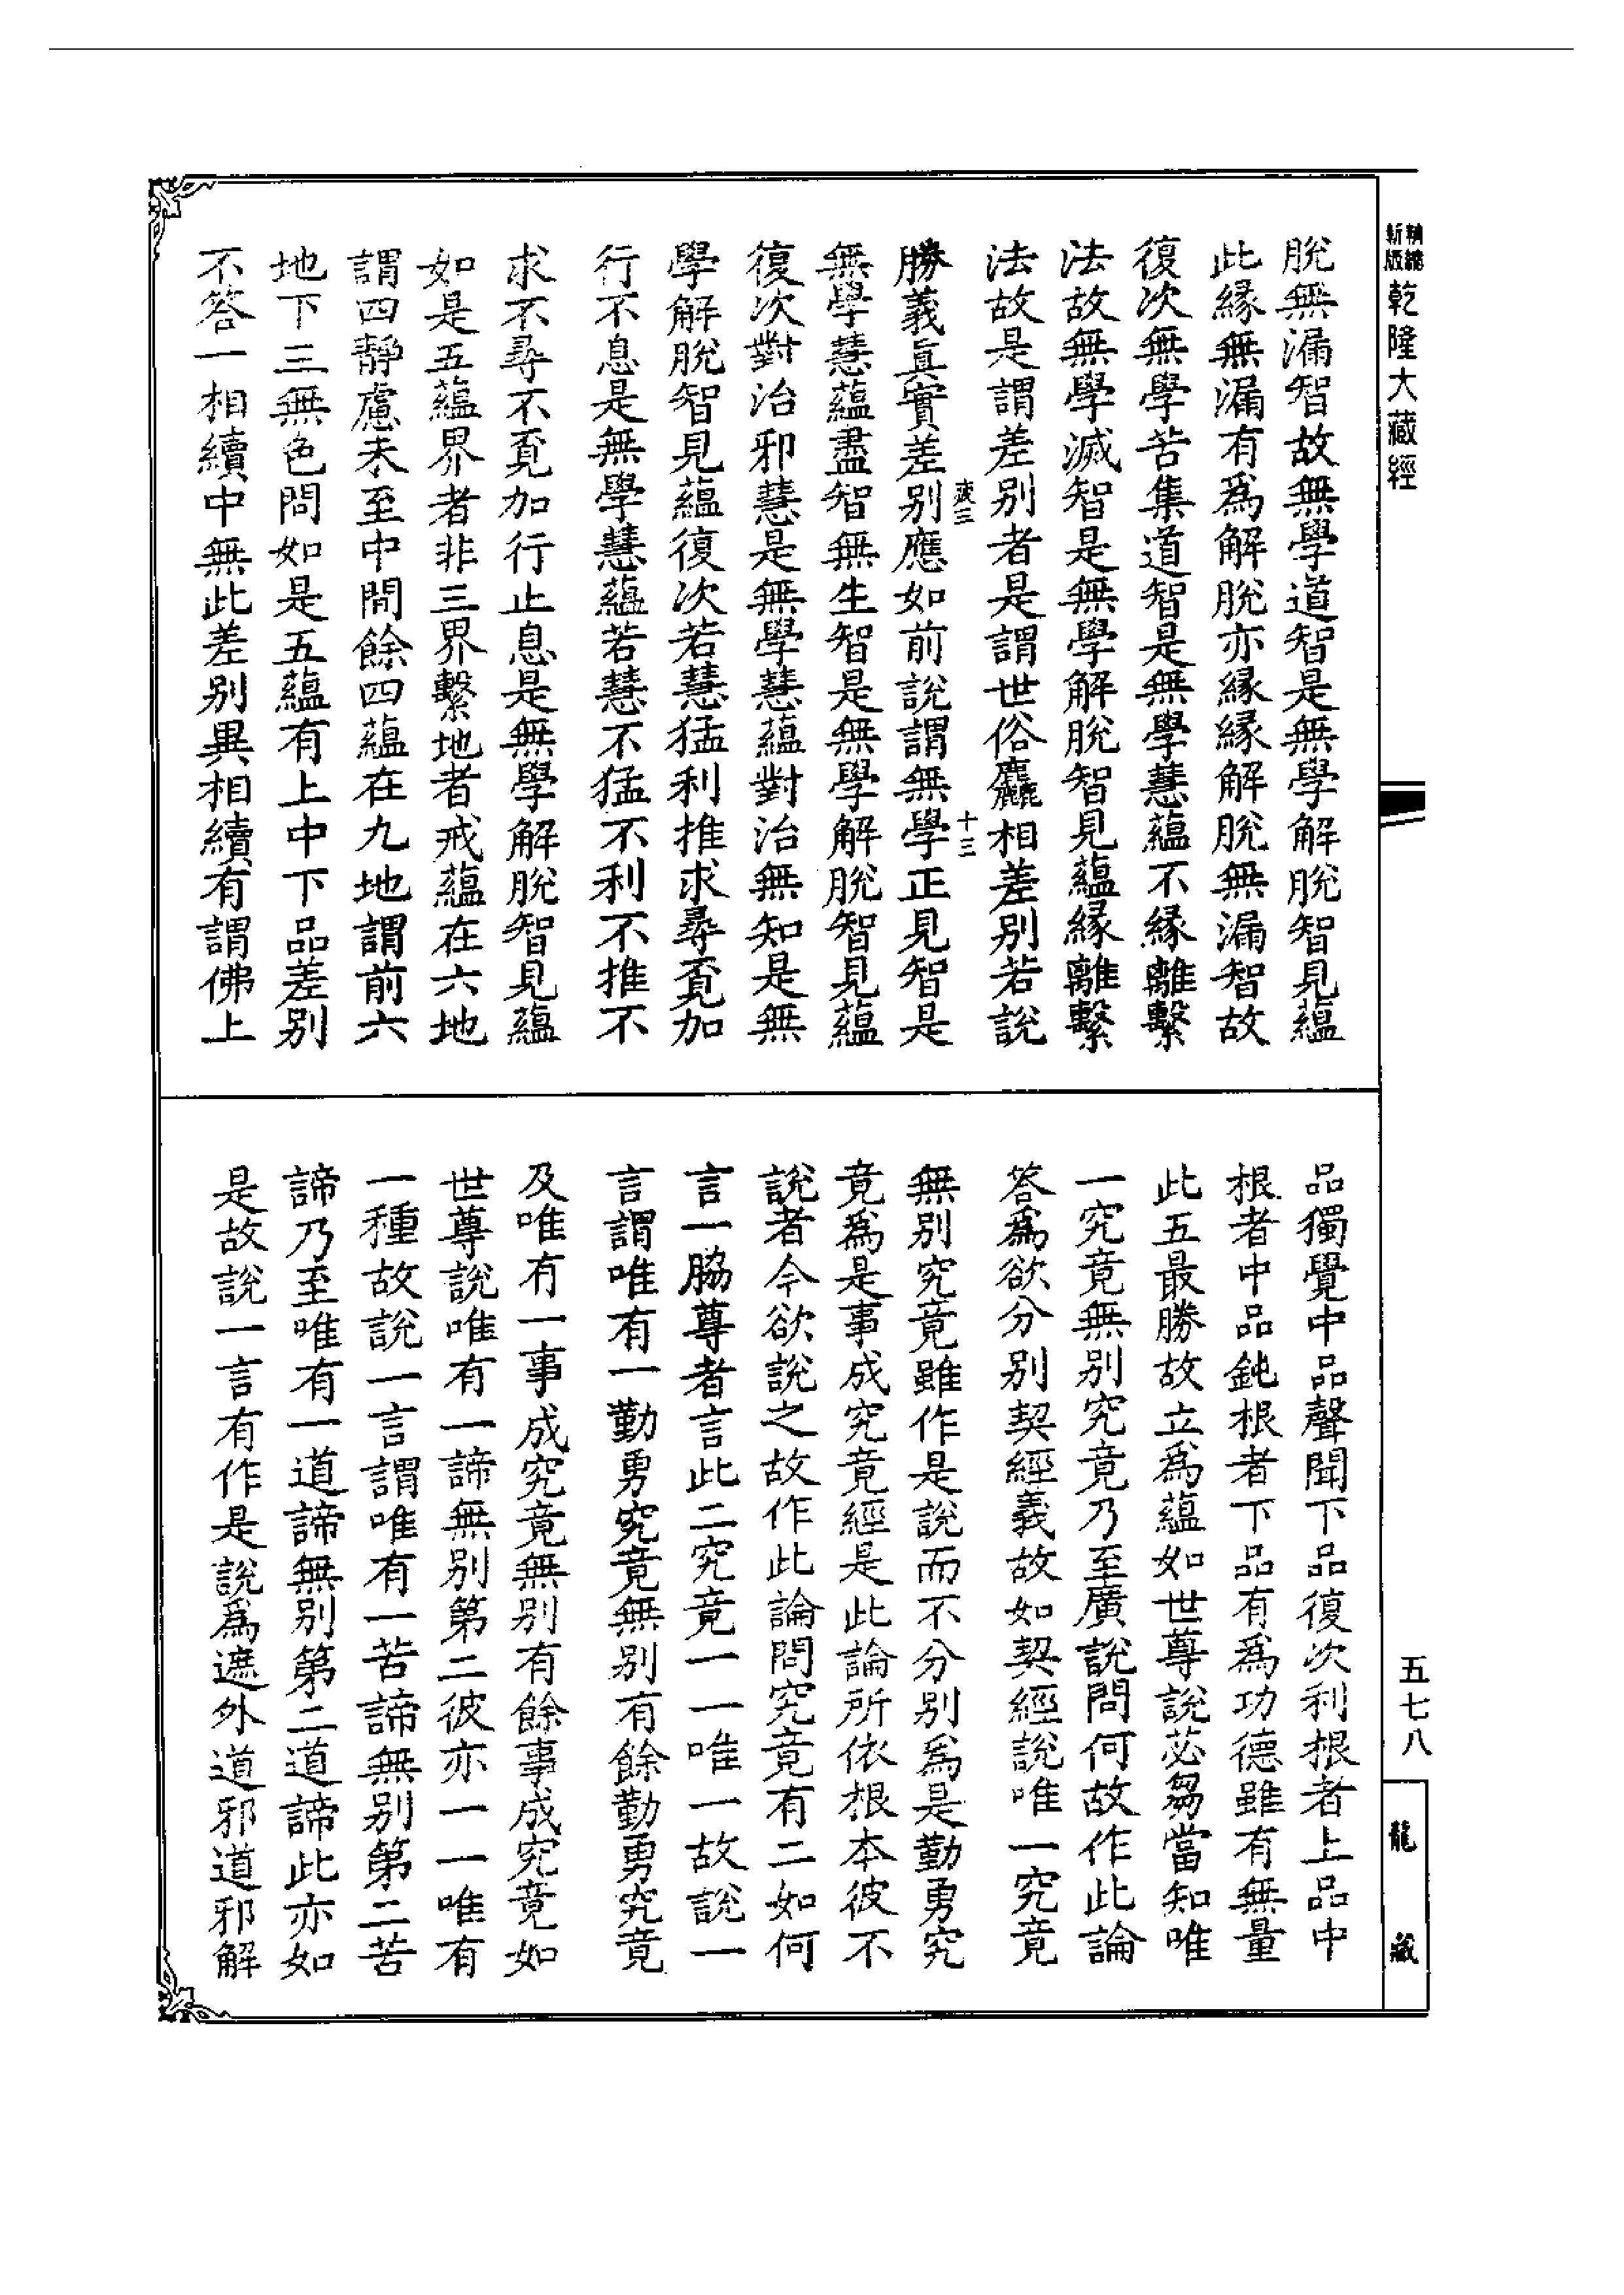 精縮新版乾隆大藏經
脫無漏智故無學道智是無學解脫智見蘊
此緣無漏有為解脫亦緣緣解脫無漏智故
復次無學苦集道智是無學慧蘊不緣離繫
法故無學滅智是無學解脫智見蘊緣離繫
法故是謂差別者是謂世俗麤相差別若說
勝義真實差別應如前說謂無學正見智是
疲三
十三
無學慧蘊盡智無生智是無學解脫智見蘊
復次對治邪慧是無學慧蘊對治無知是無
學解脫智見蘊復次若慧猛利推求尋覓加
行不息是無學慧蘊若慧不猛不利不推不
求不尋不覓加行止息是無學解脫智見蘊
如是五蘊界者非三界繫地者戒蘊在六地
謂四靜慮未至中間餘四蘊在九地謂前六
地下三無色問如是五蘊有上中下品差別
不答一相續中無此差別異相續有謂佛上
品獨覺中品聲聞下品復次利根者上品中
根者中品鈍根者下品有為功德雖有無量
此五最勝故立為蘊如世尊說苾芻當知唯
一究竟無別究竟乃至廣說問何故作此論
答為欲分別契經義故如契經說唯一究竟
無別究竟雖作是說而不分別為是勤勇究
竟為是事成究竟經是此論所依根本彼不
說者今欲說之故作此論問究竟有二如何
言一脇尊者言此二究竟一一唯一故說一
言謂唯有一勤勇究竟無別有餘勤勇究竟
及唯有一事成究竟無別有餘事成究竟如
世尊說唯有一諦無別第二彼亦一一唯有
一種故說一言謂唯有一苦諦無別第二苦
諦乃至唯有一道諦無別第二道諦此亦如
是故說一言有作是說為遮外道邪道邪解
五七八
龍藏